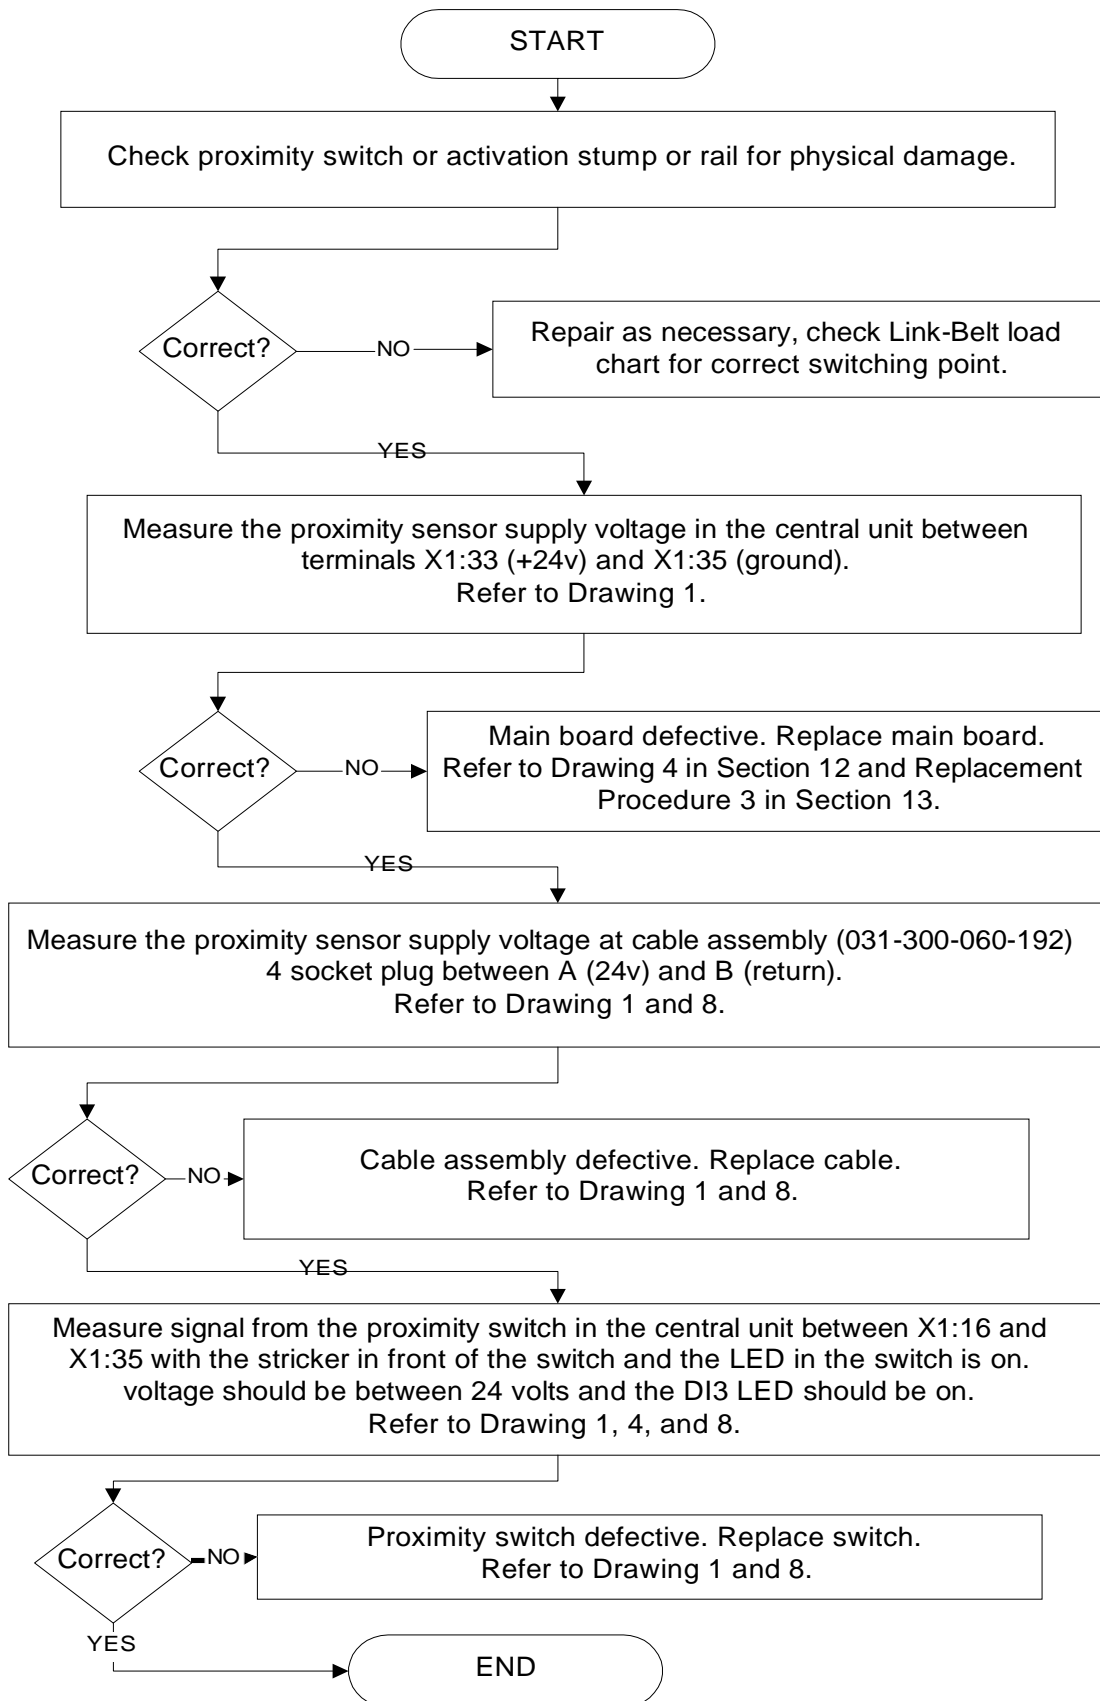 START
Check proximity switch or activation stump or rail for physical damage.
Correct?
NO
Repair as necessary, check Link-Belt load
chart for correct switching point.
YES
Measure the proximity sensor supply voltage in the central unit between
terminals X1:33 (+24v) and X1:35 (ground).
Refer to Drawing 1.
Correct?
NO
Main board defective. Replace main board.
Refer to Drawing 4 in Section 12 and Replacement
Procedure 3 in Section 13.
YES
Measure the proximity sensor supply voltage at cable assembly (031-300-060-192)
4 socket plug between A (24v) and B (return).
Refer to Drawing 1 and 8.
Correct?
NO
Cable assembly defective. Replace cable.
Refer to Drawing 1 and 8.
YES
Measure signal from the proximity switch in the central unit between X1:16 and
X1:35 with the stricker in front of the switch and the LED in the switch is on.
voltage should be between 24 volts and the DI3 LED should be on.
Refer to Drawing 1, 4, and 8.
Correct?
NO
Proximity switch defective. Replace switch.
Refer to Drawing 1 and 8.
YES
END